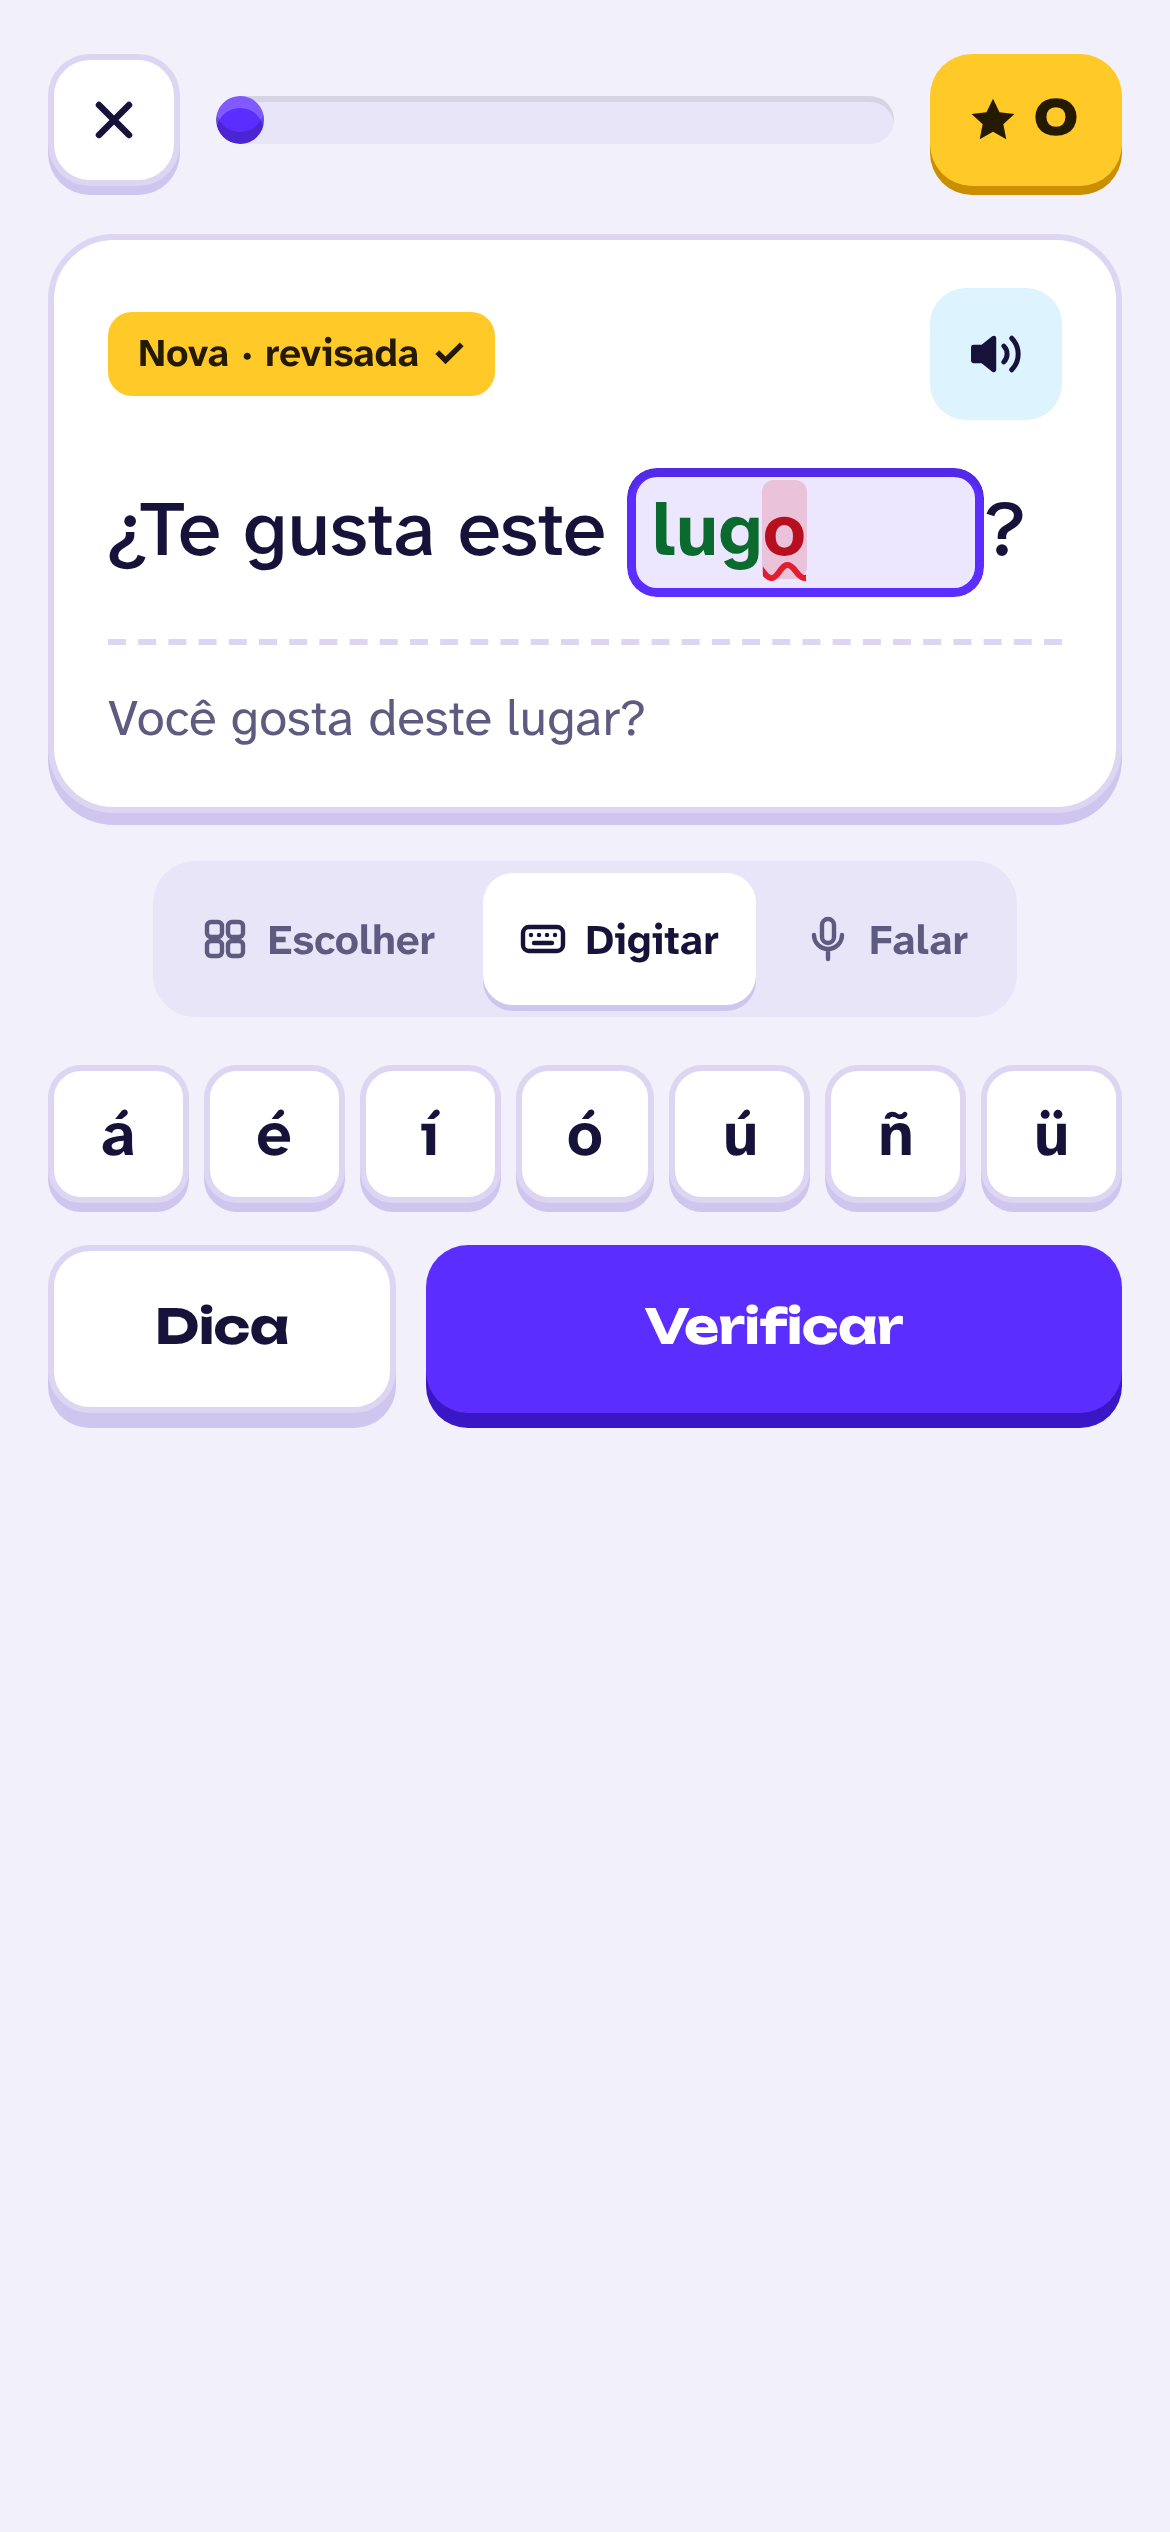 0
Nova · revisada
¿Te gusta este lugo?
Você gosta deste lugar?
Escolher Digitar Falar
á é í ó ú ñ ü
Dica Verificar